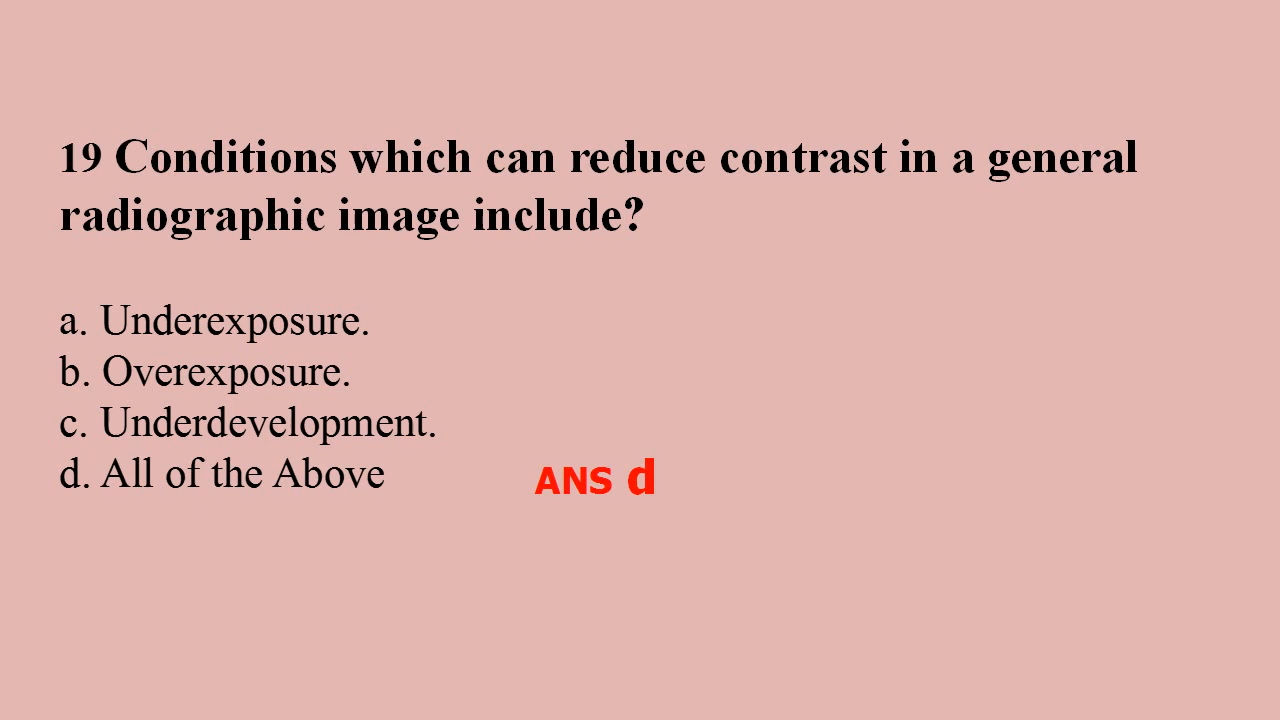 19 Conditions which can reduce contrast in a general
radiographic image include?
a. Underexposure.
b. Overexposure.
c. Underdevelopment.
d. All of the Above
ANS d